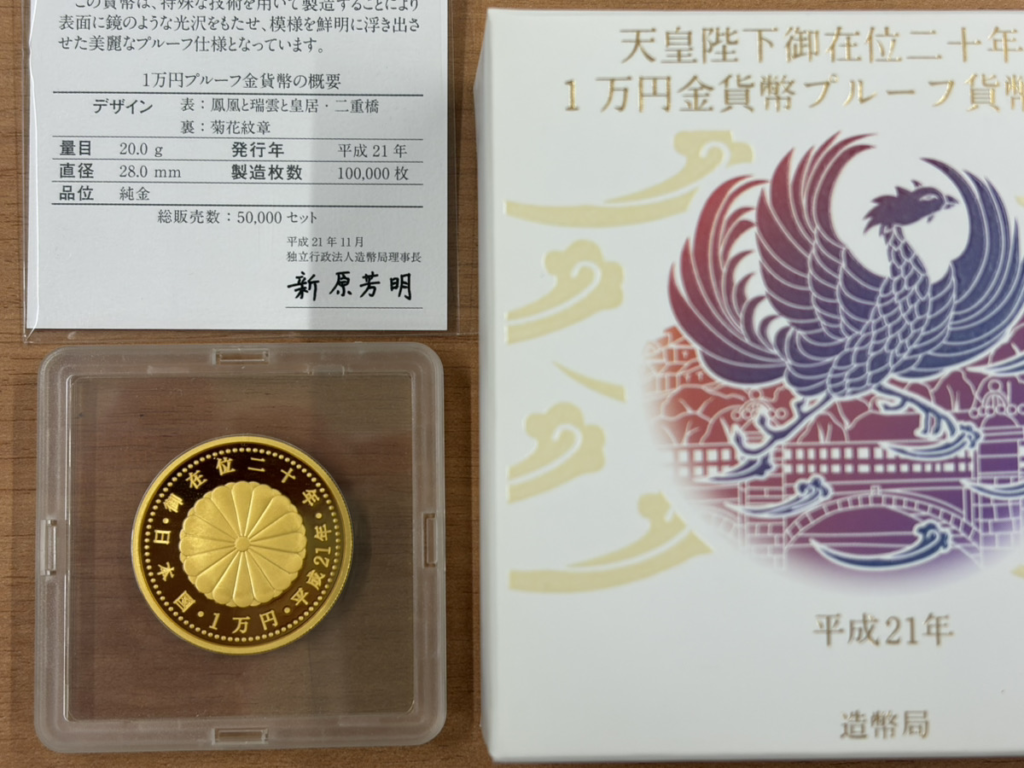 この貨幣は、特殊な技術を用いて製造することにより
表面に鏡のような光沢をもたせ、模様を鮮明に浮き出さ
せた美麗なプルーフ仕様となっています。
1万円プルーフ金貨幣の概要
デザイン 表：鳳凰と瑞雲と皇居・二重橋
裏：菊花紋章
量目 20.0 g 発行年 平成 21 年
直径 28.0 mm 製造枚数 100,000 枚
品位 純金
総販売数：50,000 セット
平成 21 年 11 月
独立行政法人造幣局理事長
新原芳明
日本国・御在位二十年・平成21年・1万円・
天皇陛下御在位二十年
1万円金貨幣プルーフ貨幣
平成21年
造幣局